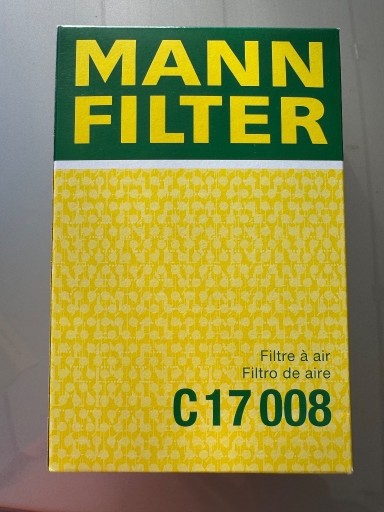 MANN
FILTER
Filtre à air
Filtro de aire
C 17 008